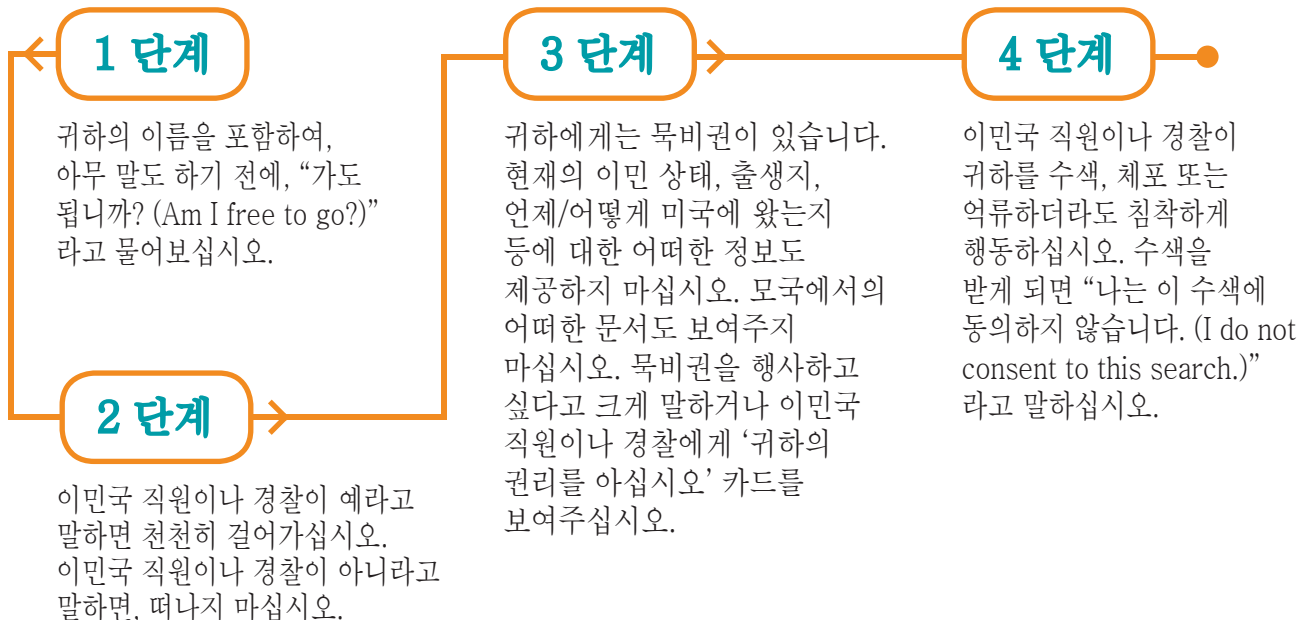 1 단계
귀하의 이름을 포함하여,
아무 말도 하기 전에, “가도
됩니까? (Am I free to go?)”
라고 물어보십시오.
2 단계
이민국 직원이나 경찰이 예라고
말하면 천천히 걸어가십시오.
이민국 직원이나 경찰이 아니라고
말하면, 떠나지 마십시오.
3 단계
귀하에게는 묵비권이 있습니다.
현재의 이민 상태, 출생지,
언제/어떻게 미국에 왔는지
등에 대한 어떠한 정보도
제공하지 마십시오. 모국에서의
어떠한 문서도 보여주지
마십시오. 묵비권을 행사하고
싶다고 크게 말하거나 이민국
직원이나 경찰에게 ‘귀하의
권리를 아십시오’ 카드를
보여주십시오.
4 단계
이민국 직원이나 경찰이
귀하를 수색, 체포 또는
억류하더라도 침착하게
행동하십시오. 수색을
받게 되면 “나는 이 수색에
동의하지 않습니다. (I do not
consent to this search.)”
라고 말하십시오.